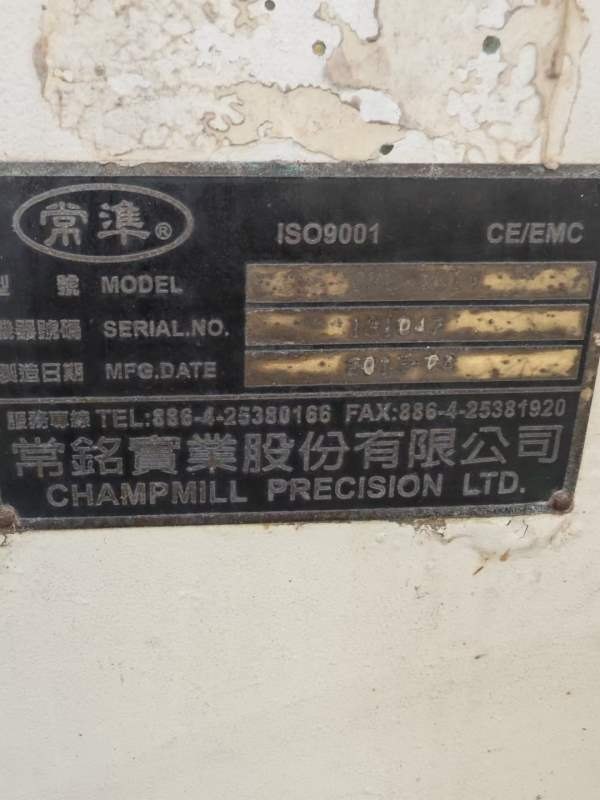 常準®
ISO9001 CE/EMC
型 號 MODEL
機器號碼 SERIAL.NO.
製造日期 MFG.DATE
服務專線 TEL:886-4-25380166 FAX:886-4-25381920
常銘實業股份有限公司
CHAMPMILL PRECISION LTD.